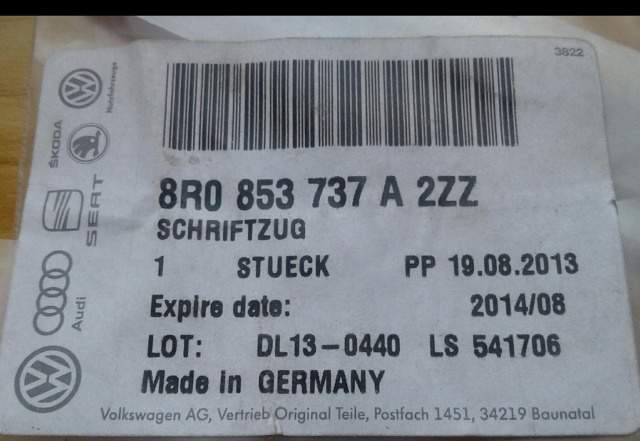 3822
Nutzfahrzeuge
ŠKODA
SEAT
Audi
8R0 853 737 A 2ZZ
SCHRIFTZUG
1 STUECK PP 19.08.2013
Expire date: 2014/08
LOT: DL13-0440 LS 541706
Made in GERMANY
Volkswagen AG, Vertrieb Original Teile, Postfach 1451, 34219 Baunatal